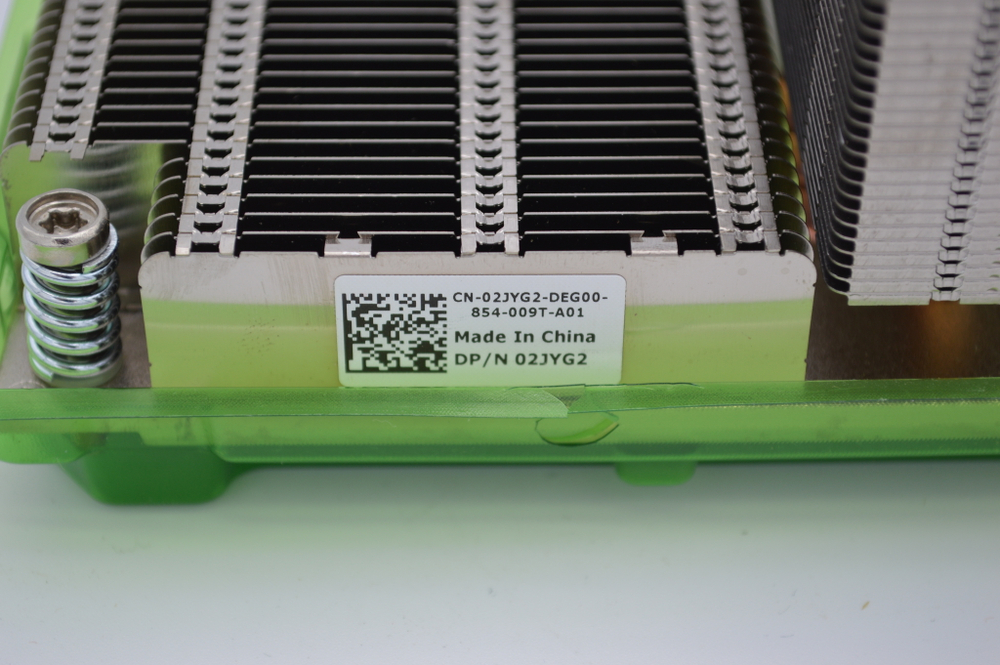 CN-02JYG2-DEG00-
854-009T-A01
Made In China
DP/N 02JYG2